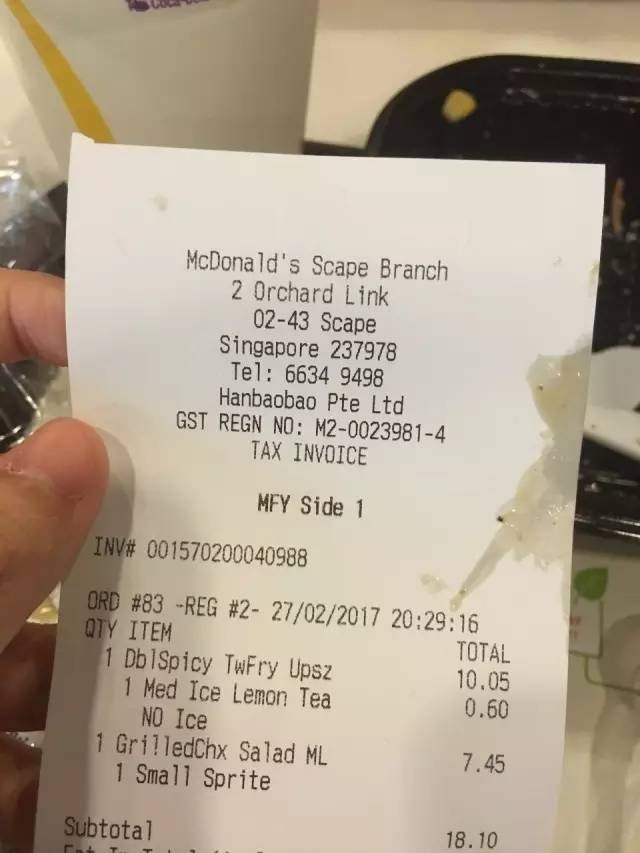 McDonald's Scape Branch
2 Orchard Link
02-43 Scape
Singapore 237978
Tel: 6634 9498
Hanbaobao Pte Ltd
GST REGN NO: M2-0023981-4
TAX INVOICE
MFY Side 1
INV# 001570200040988
ORD #83 -REG #2- 27/02/2017 20:29:16
QTY ITEM TOTAL
1 DblSpicy TwFry Upsz 10.05
1 Med Ice Lemon Tea 0.60
NO Ice
1 GrilledChx Salad ML 7.45
1 Small Sprite
Subtotal 18.10